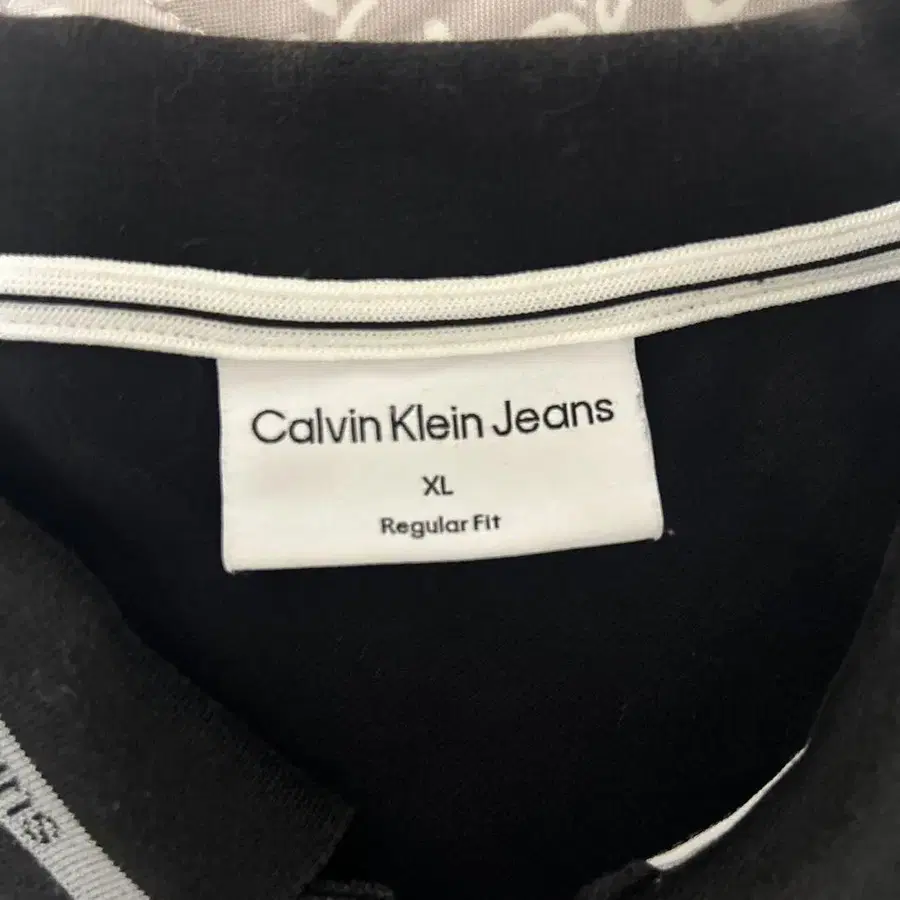 Calvin Klein Jeans
XL
Regular Fit